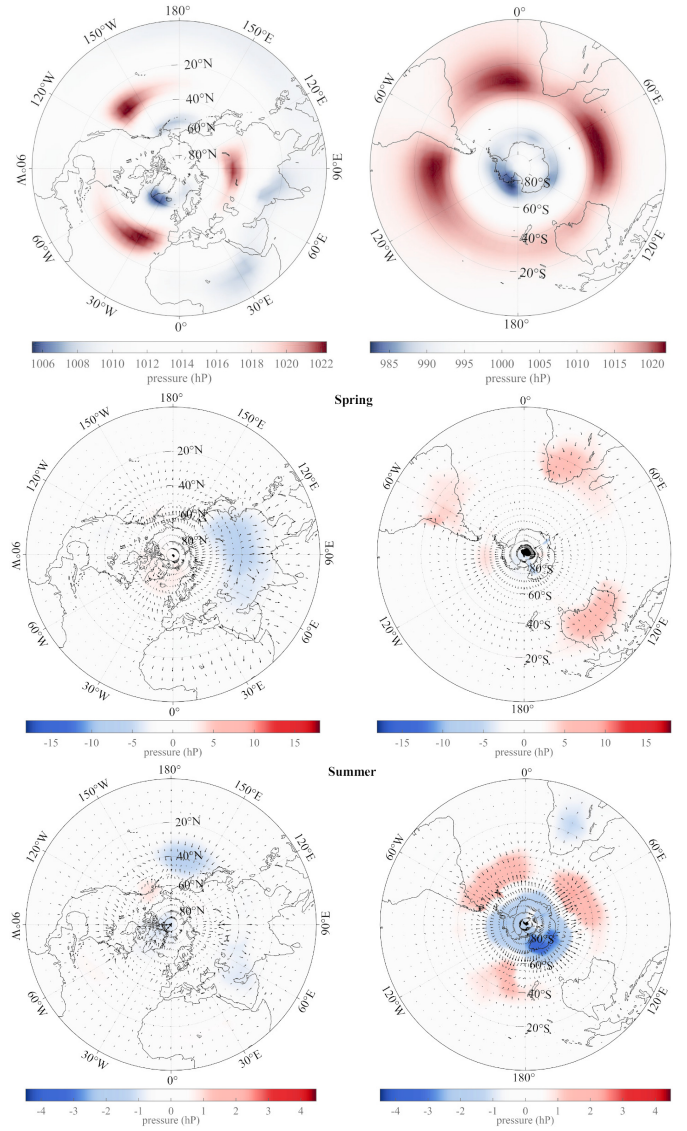 180°
150°W
150°E
120°W
120°E
20°N
40°N
60°N
80°N
90°W
90°E
60°W
60°E
30°W
30°E
0°
1006 1008 1010 1012 1014 1016 1018 1020 1022
pressure (hP)
0°
60°W
60°E
80°S
60°S
40°S
20°S
120°W
120°E
180°
985 990 995 1000 1005 1010 1015 1020
pressure (hP)
Spring
180°
150°W
150°E
120°W
120°E
20°N
40°N
60°N
80°N
90°W
90°E
60°W
60°E
30°W
30°E
0°
-15 -10 -5 0 5 10 15
pressure (hP)
0°
60°W
60°E
80°S
60°S
40°S
20°S
120°W
120°E
180°
-15 -10 -5 0 5 10 15
pressure (hP)
Summer
180°
150°W
150°E
120°W
120°E
20°N
40°N
60°N
80°N
90°W
90°E
60°W
60°E
30°W
30°E
0°
-4 -3 -2 -1 0 1 2 3 4
pressure (hP)
0°
60°W
60°E
80°S
60°S
40°S
20°S
120°W
120°E
180°
-4 -3 -2 -1 0 1 2 3 4
pressure (hP)